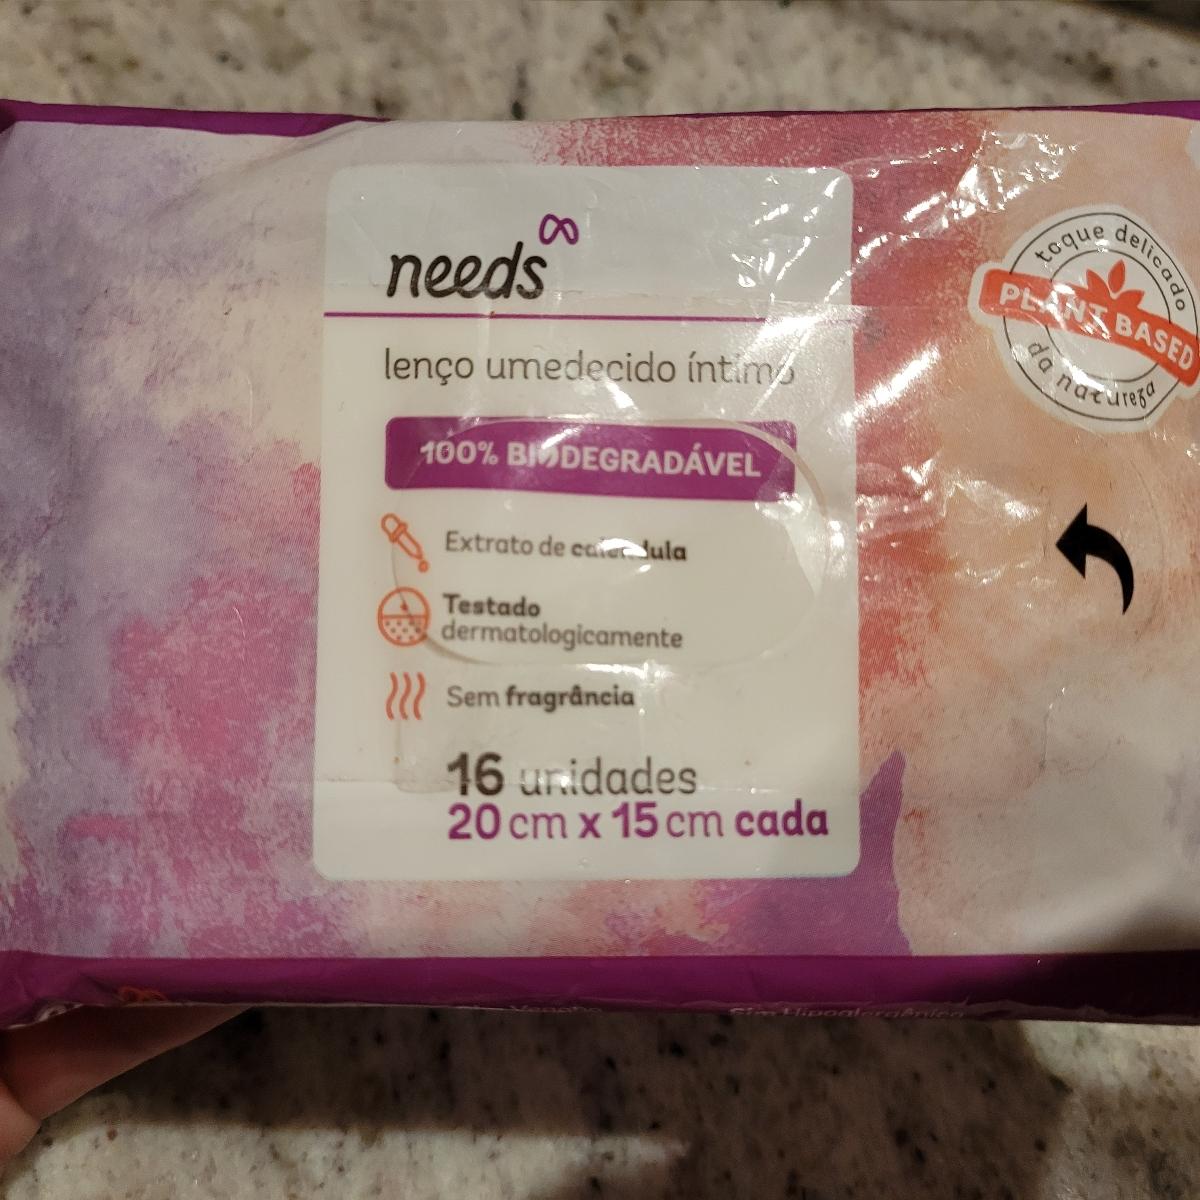 needs
lenço umedecido íntimo
100% BIODEGRADÁVEL
Extrato de calêndula
Testado
dermatologicamente
Sem fragrância
16 unidades
20 cm x 15 cm cada
toque delicado
PLANT BASED
da natureza